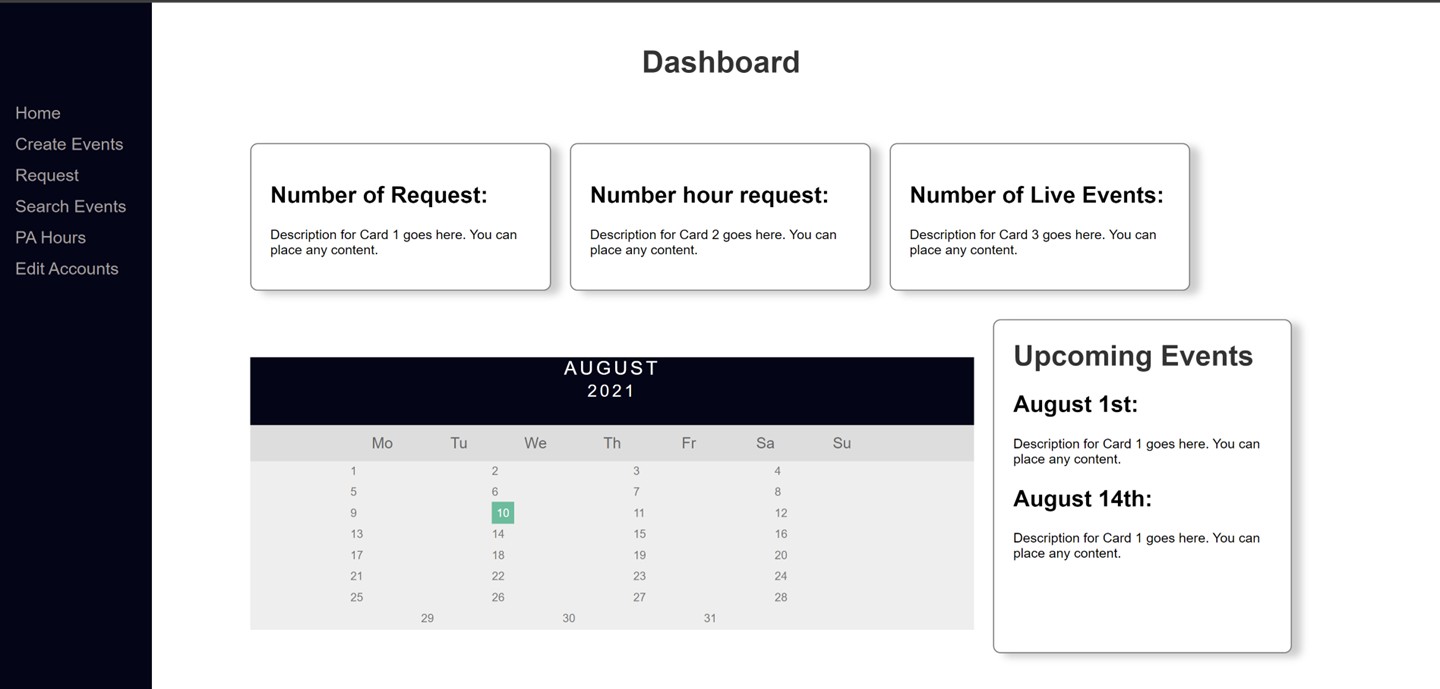 Dashboard
Home
Create Events
Request
Search Events
PA Hours
Edit Accounts
Number of Request:
Description for Card 1 goes here. You can
place any content.
Number hour request:
Description for Card 2 goes here. You can
place any content.
Number of Live Events:
Description for Card 3 goes here. You can
place any content.
AUGUST
2021
Mo Tu We Th Fr Sa Su
1 2 3 4
5 6 7 8
9 10 11 12
13 14 15 16
17 18 19 20
21 22 23 24
25 26 27 28
29 30 31
Upcoming Events
August 1st:
Description for Card 1 goes here. You can
place any content.
August 14th:
Description for Card 1 goes here. You can
place any content.